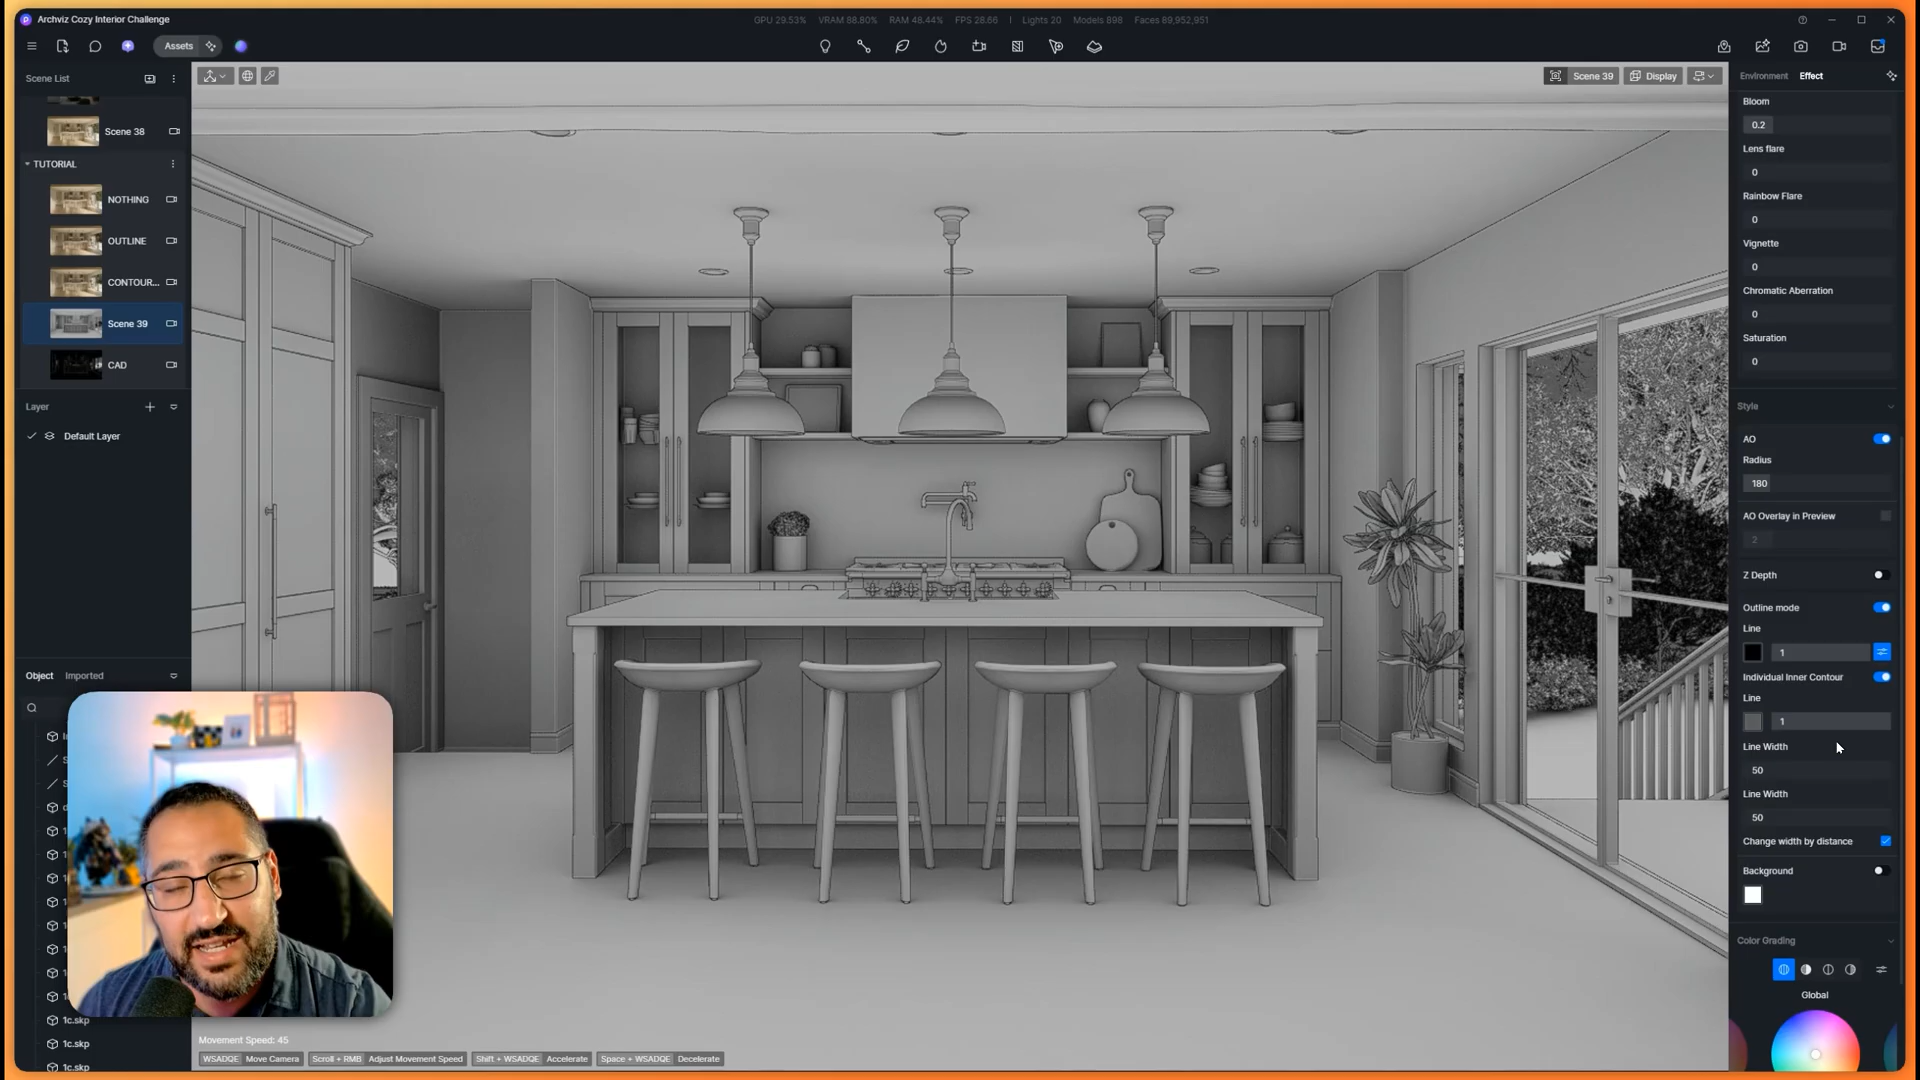 Archviz Cozy Interior Challenge
GPU 29.53% VRAM 88.80% RAM 48.44% FPS 28.66 | Lights 20 Models 898 Faces 89,952,951
Assets
Scene List
Scene 38
TUTORIAL
NOTHING
OUTLINE
CONTOUR...
Scene 39
CAD
Layer
Default Layer
Object Imported
1c.skp
1c.skp
1c.skp
Scene 39 Display
Movement Speed: 45
WSADQE Move Camera Scroll + RMB Adjust Movement Speed Shift + WSADQE Accelerate Space + WSADQE Decelerate
Environment Effect
Bloom
0.2
Lens flare
0
Rainbow Flare
0
Vignette
0
Chromatic Aberration
0
Saturation
0
Style
AO
Radius
180
AO Overlay in Preview
2
Z Depth
Outline mode
Line
1
Individual Inner Contour
Line
1
Line Width
50
Line Width
50
Change width by distance
Background
Color Grading
Global